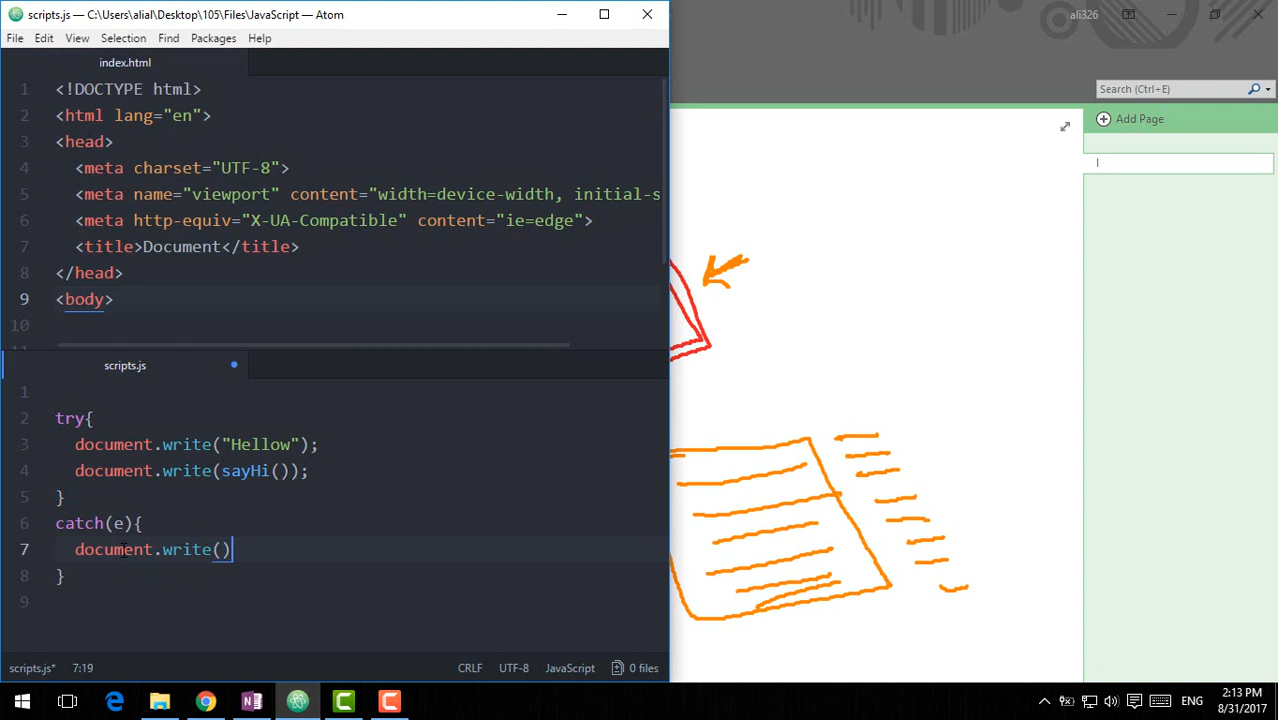 scripts.js — C:\Users\alial\Desktop\105\Files\JavaScript — Atom
ali326
File Edit View Selection Find Packages Help
index.html
Search (Ctrl+E)
Add Page
1 <!DOCTYPE html>
2 <html lang="en">
3 <head>
4 <meta charset="UTF-8">
5 <meta name="viewport" content="width=device-width, initial-s
6 <meta http-equiv="X-UA-Compatible" content="ie=edge">
7 <title>Document</title>
8 </head>
9 <body>
10
scripts.js
1
2 try{
3 document.write("Hellow");
4 document.write(sayHi());
5 }
6 catch(e){
7 document.write()
8 }
9
scripts.js* 7:19 CRLF UTF-8 JavaScript 0 files
ENG
2:13 PM
8/31/2017